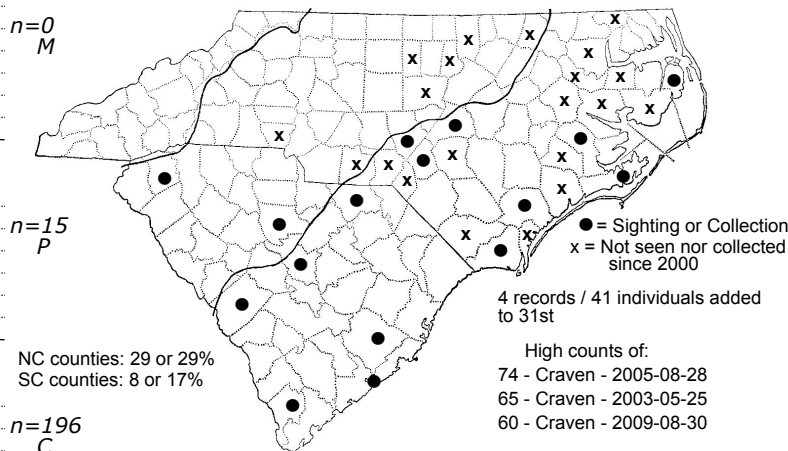 n=0
M
n=15
P
n=196
C
● = Sighting or Collection
x = Not seen nor collected
since 2000
4 records / 41 individuals added
to 31st
NC counties: 29 or 29%
SC counties: 8 or 17%
High counts of:
74 - Craven - 2005-08-28
65 - Craven - 2003-05-25
60 - Craven - 2009-08-30